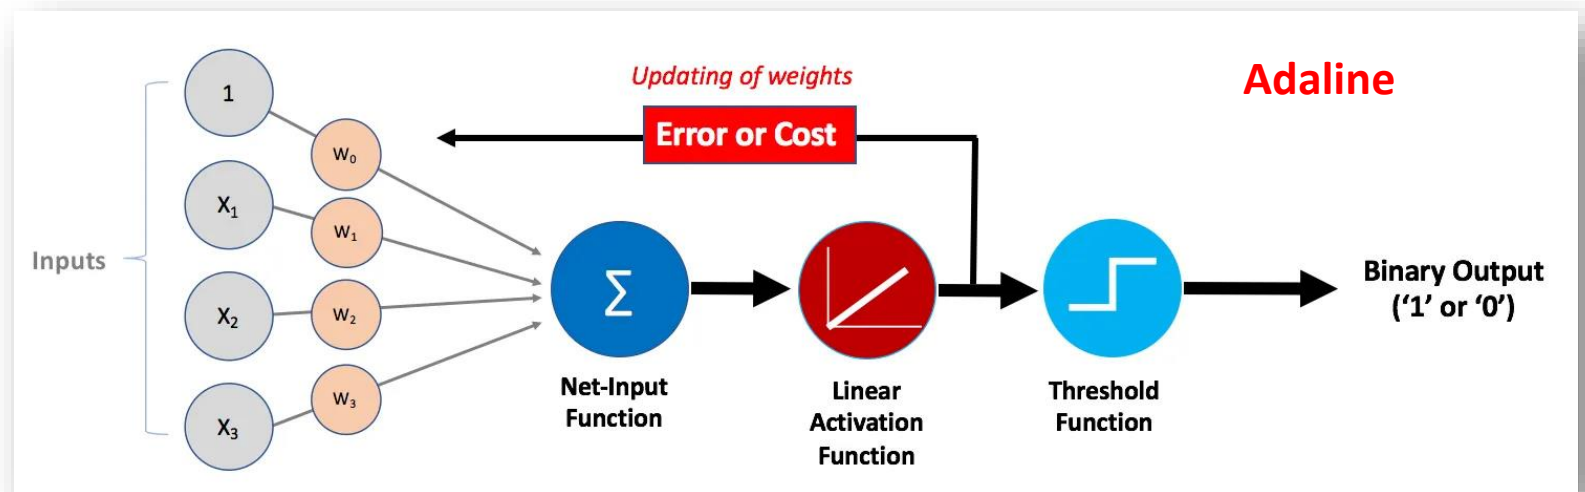 Adaline
Updating of weights
Error or Cost
Inputs
1
X₁
X₂
X₃
W₀
W₁
W₂
W₃
Σ
Net-Input
Function
Linear
Activation
Function
Threshold
Function
Binary Output
(‘1’ or ‘0’)